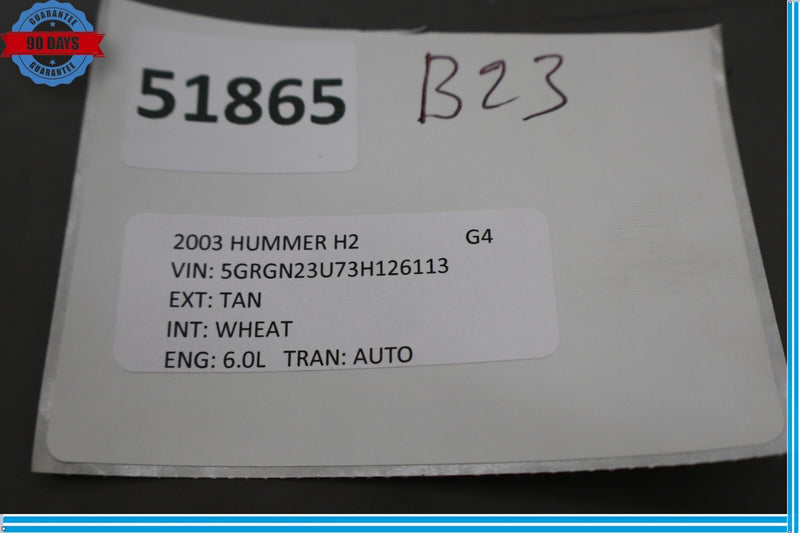 GUARANTEE
90 DAYS
GUARANTEE
51865
B23
2003 HUMMER H2 G4
VIN: 5GRGN23U73H126113
EXT: TAN
INT: WHEAT
ENG: 6.0L TRAN: AUTO